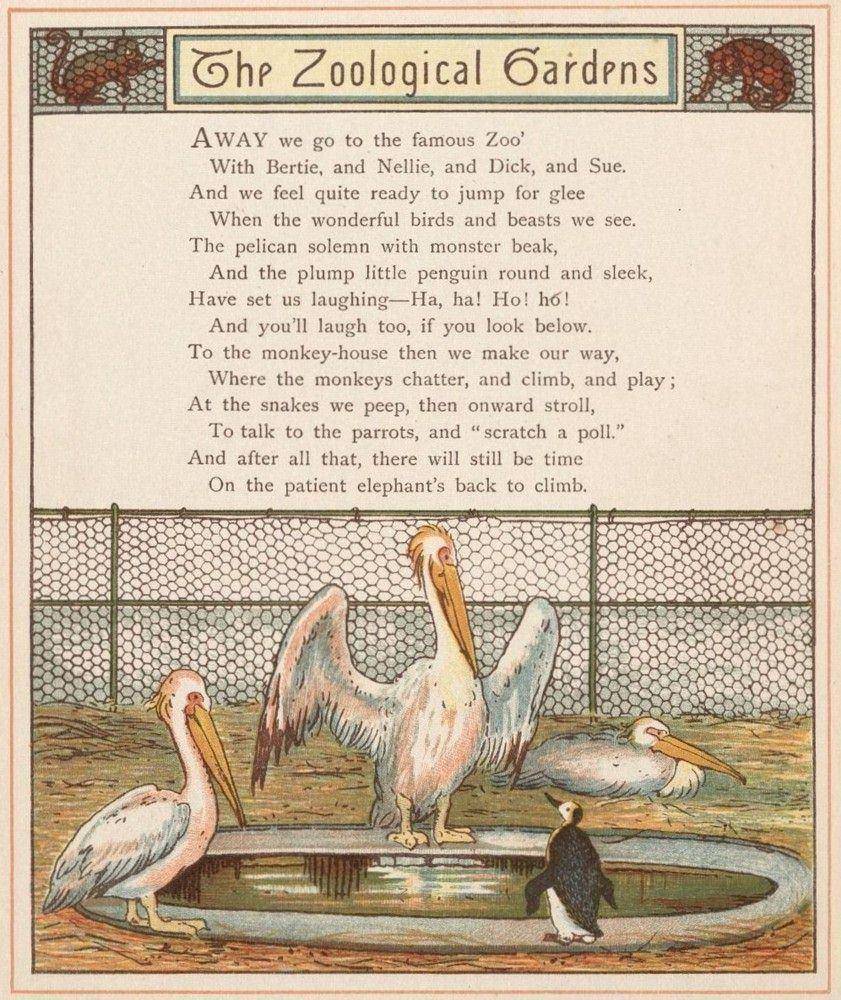 The Zoological Gardens
AWAY we go to the famous Zoo'
With Bertie, and Nellie, and Dick, and Sue.
And we feel quite ready to jump for glee
When the wonderful birds and beasts we see.
The pelican solemn with monster beak,
And the plump little penguin round and sleek,
Have set us laughing—Ha, ha! Ho! ho!
And you'll laugh too, if you look below.
To the monkey-house then we make our way,
Where the monkeys chatter, and climb, and play;
At the snakes we peep, then onward stroll,
To talk to the parrots, and "scratch a poll."
And after all that, there will still be time
On the patient elephant's back to climb.